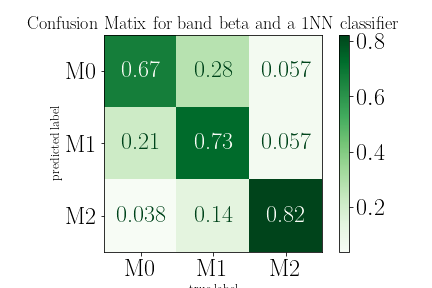 Confusion Matix for band beta and a 1NN classifier
M0 0.67 0.28 0.057
M1 0.21 0.73 0.057
M2 0.038 0.14 0.82
M0 M1 M2
predicted label
true label
0.8
0.6
0.4
0.2